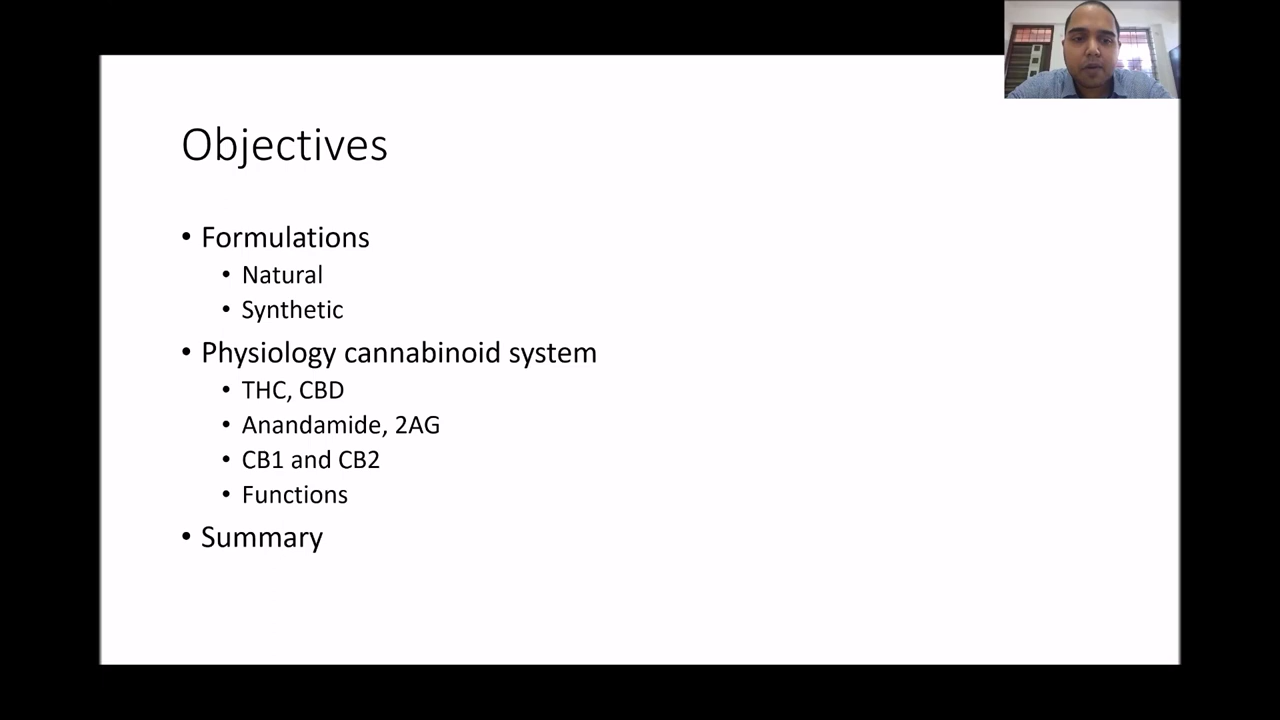 Objectives
• Formulations
• Natural
• Synthetic
• Physiology cannabinoid system
• THC, CBD
• Anandamide, 2AG
• CB1 and CB2
• Functions
• Summary